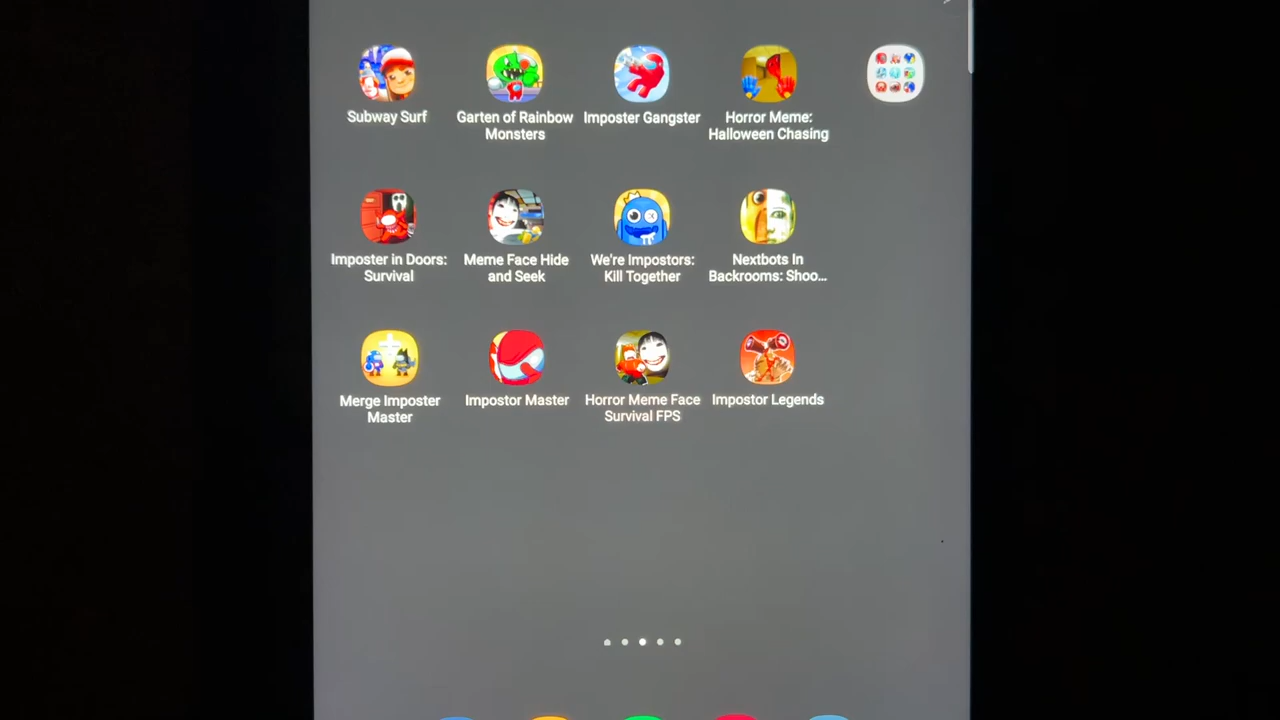 Subway Surf
Garten of Rainbow
Monsters
Imposter Gangster
Horror Meme:
Halloween Chasing
Imposter in Doors:
Survival
Meme Face Hide
and Seek
We're Impostors:
Kill Together
Nextbots In
Backrooms: Shoo...
Merge Imposter
Master
Impostor Master
Horror Meme Face
Survival FPS
Impostor Legends